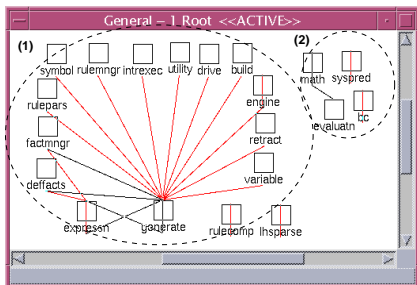 General – 1 Root <<ACTIVE>>
(1)
(2)
symbol rulemngr intrexec utility drive build
math syspred
rulepars
engine
evaluatn
factmngr
retract
deffacts
variable
expressn generate rulecomp lhsparse